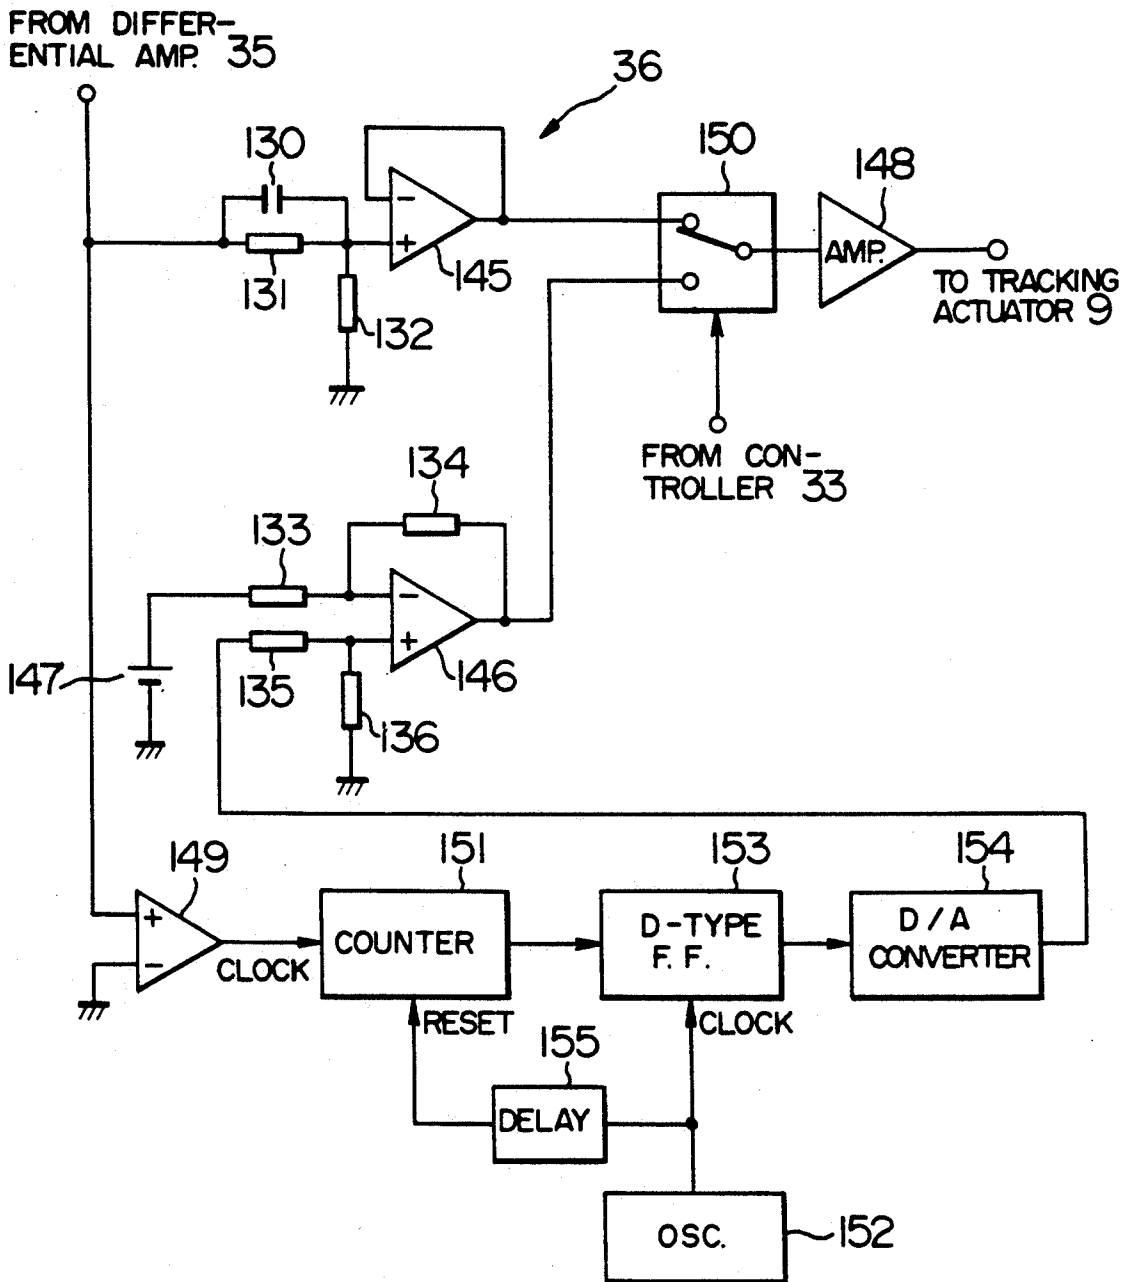 FROM DIFFER-
ENTIAL AMP. 35
36
130
150
148
-
+
AMP.
131
145
132
TO TRACKING
ACTUATOR 9
FROM CON-
TROLLER 33
134
133
-
+
147
135
146
136
149
151
153
154
+
-
COUNTER
D-TYPE
F. F.
D/A
CONVERTER
CLOCK
RESET
CLOCK
155
DELAY
OSC.
152